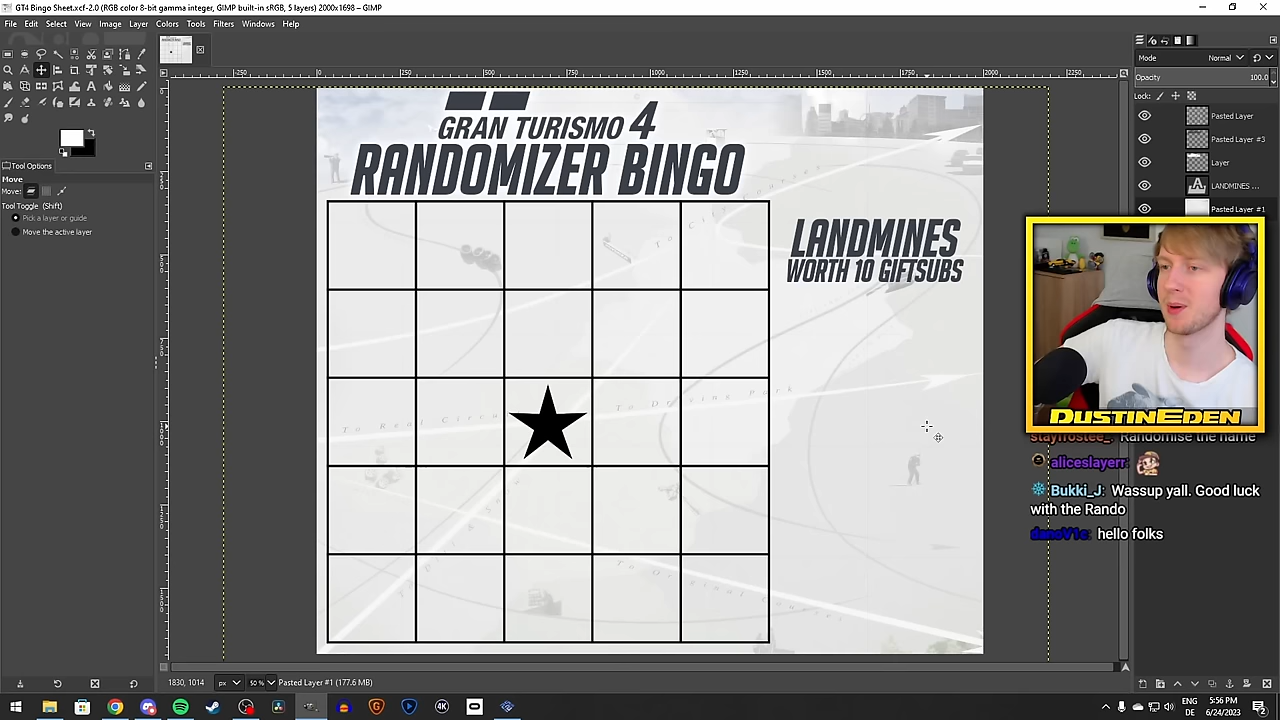 GT4 Bingo Sheet.xcf-2.0 (RGB color 8-bit gamma integer, GIMP built-in sRGB, 5 layers) 2000x1698 – GIMP
File Edit Select View Image Layer Colors Tools Filters Windows Help
Mode Normal
Opacity 100.0
Lock:
Pasted Layer
Pasted Layer #3
Layer
LANDMINES ...
Pasted Layer #1
Tool Options
Move
Move:
Tool Toggle (Shift)
Pick a layer or guide
Move the active layer
GRAN TURISMO 4
RANDOMIZER BINGO
LANDMINES
WORTH 10 GIFTSUBS
DUSTINEDEN
stayfrostee_: Randomise the name
aliceslayerr:
Bukki_J: Wassup yall. Good luck
with the Rando
hello folks
1830, 1014 px 50 % Pasted Layer #1 (177.6 MB)
ENG
DE
5:56 PM
6/24/2023